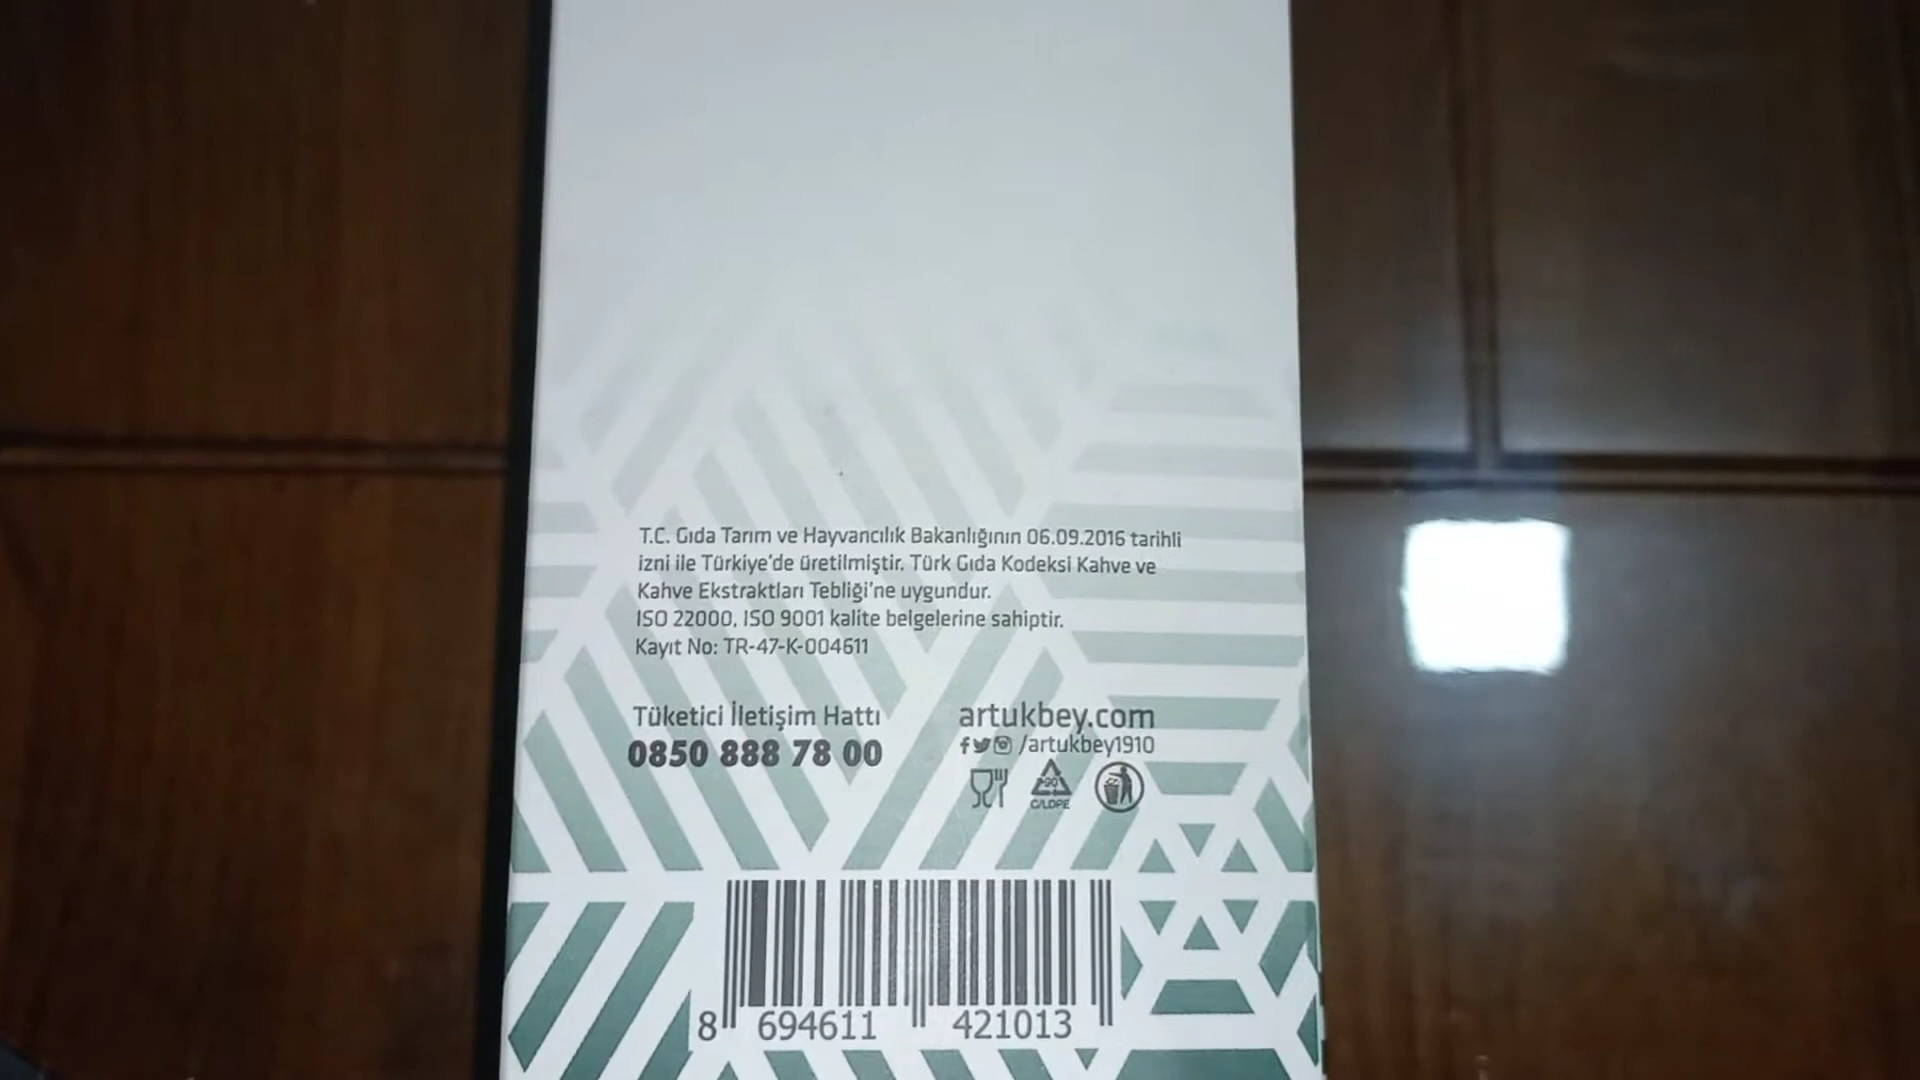 T.C. Gıda Tarım ve Hayvancılık Bakanlığının 06.09.2016 tarihli
izni ile Türkiye'de üretilmiştir. Türk Gıda Kodeksi Kahve ve
Kahve Ekstraktları Tebliği'ne uygundur.
ISO 22000, ISO 9001 kalite belgelerine sahiptir.
Kayıt No: TR-47-K-004611
Tüketici İletişim Hattı
0850 888 78 00
artukbey.com
/artukbey1910
90
C/LDPE
8 694611 421013